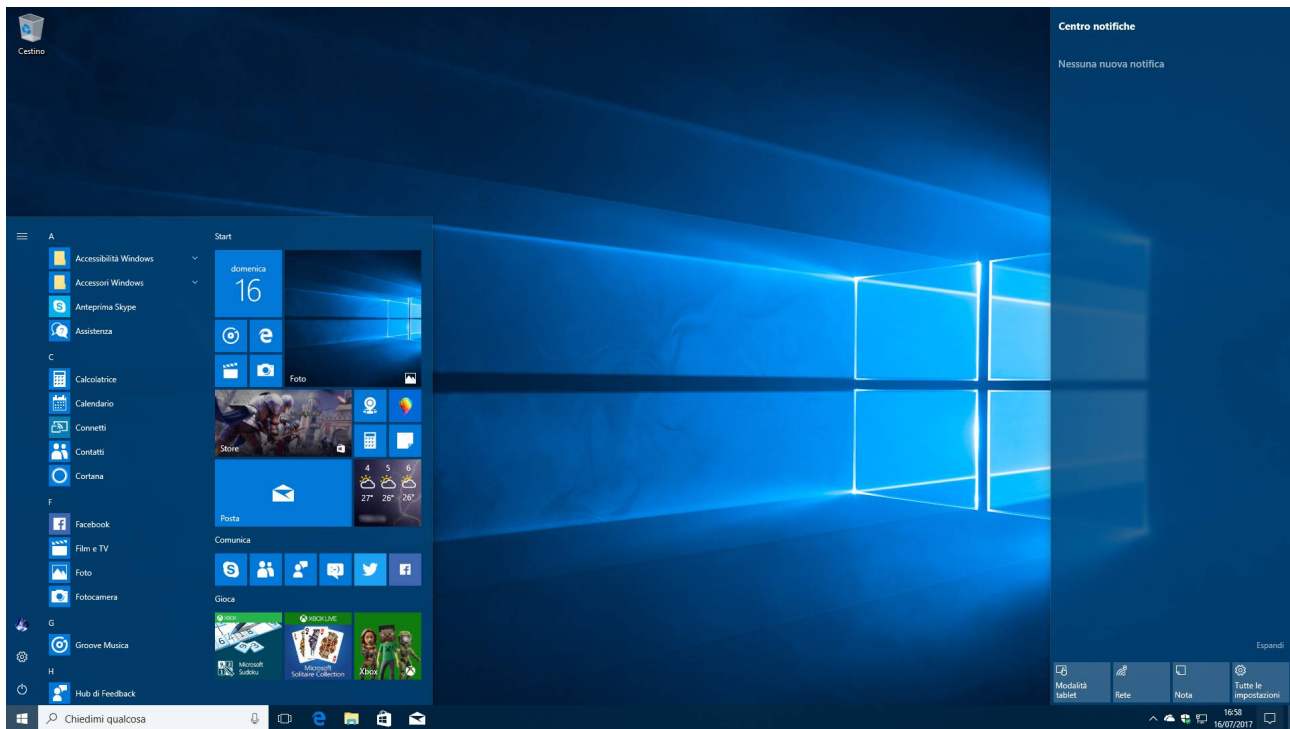 Cestino
Centro notifiche
Nessuna nuova notifica
A
Accessibilità Windows
Accessori Windows
Anteprima Skype
Assistenza
C
Calcolatrice
Calendario
Connetti
Contatti
Cortana
F
Facebook
Film e TV
Foto
Fotocamera
G
Groove Musica
H
Hub di Feedback
Start
domenica
16
Foto
Store
Posta
4 5 6
27° 26° 26°
Comunica
Gioca
XBOX
Microsoft
Sudoku
XBOX LIVE
Microsoft
Solitaire Collection
Xbox
Espandi
Modalità
tablet
Rete
Nota
Tutte le
impostazioni
Chiedimi qualcosa
16:58
16/07/2017